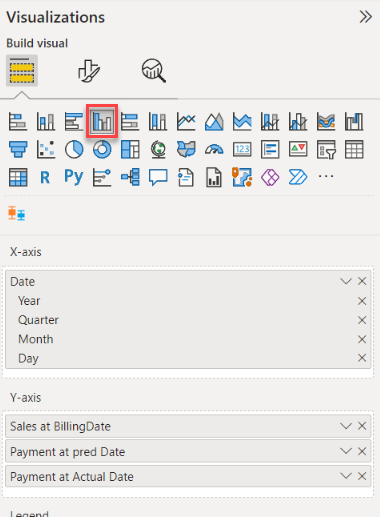 Visualizations
Build visual
123
R
Py
X-axis
Date
Year
Quarter
Month
Day
Y-axis
Sales at BillingDate
Payment at pred Date
Payment at Actual Date
Legend